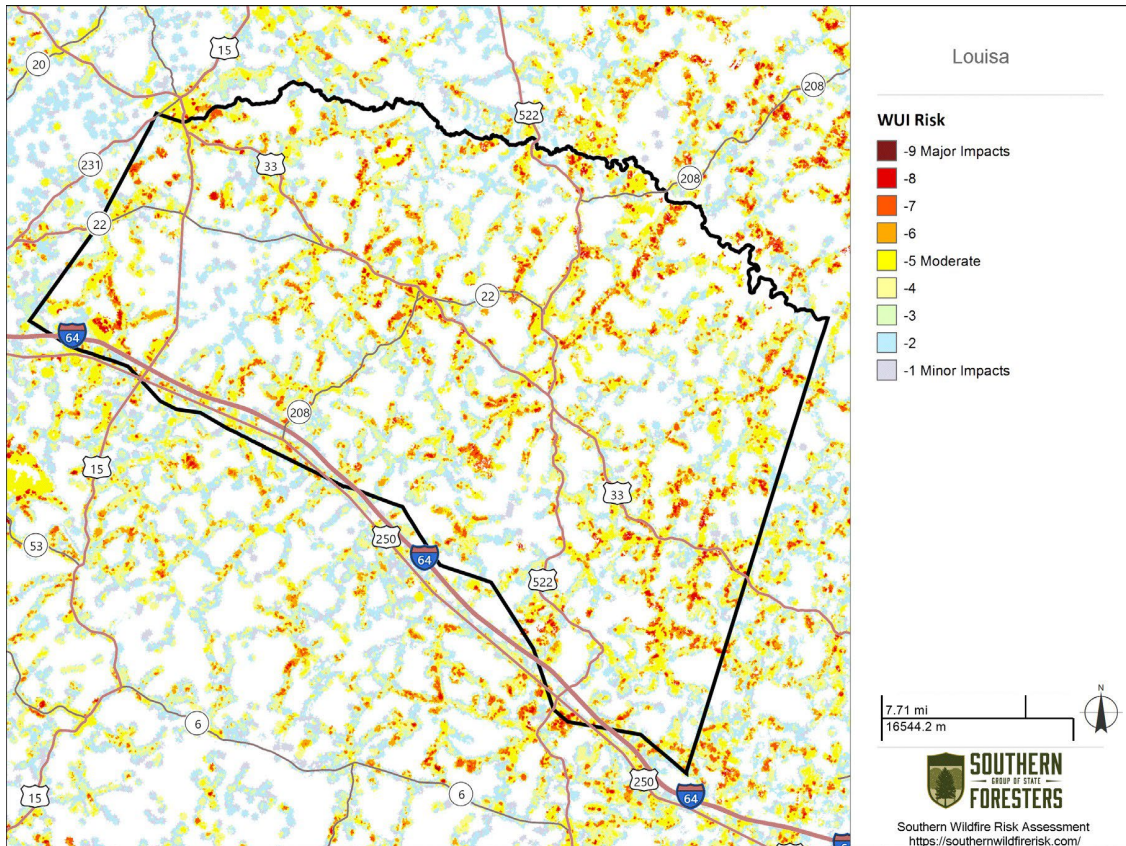 Louisa
WUI Risk
-9 Major Impacts
-8
-7
-6
-5 Moderate
-4
-3
-2
-1 Minor Impacts
7.71 mi
16544.2 m
N
SOUTHERN
GROUP OF STATE
FORESTERS
Southern Wildfire Risk Assessment
https://southernwildfirerisk.com/
15
20
208
522
231
33
208
22
22
64
208
15
33
250
53
64
522
6
250
15
6
64
6